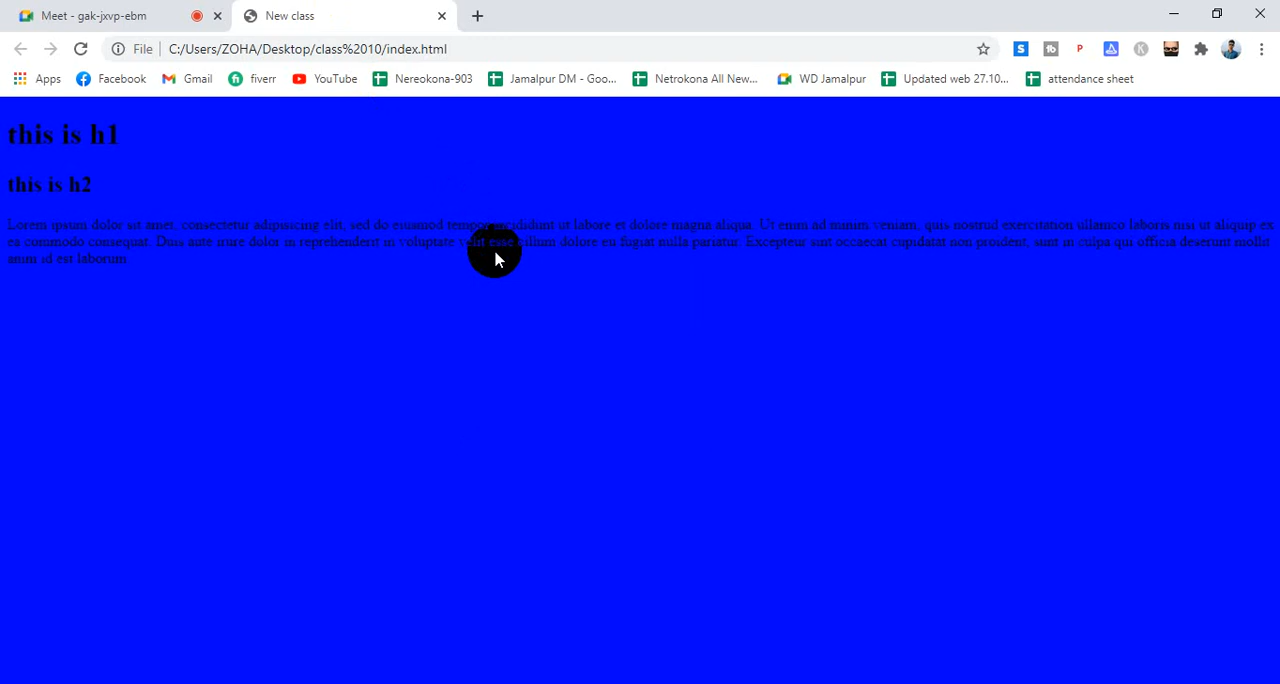 Meet - gak-jxvp-ebm
New class
File
C:/Users/ZOHA/Desktop/class%2010/index.html
Apps
Facebook
Gmail
fiverr
YouTube
Nereokona-903
Jamalpur DM - Goo...
Netrokona All New...
WD Jamalpur
Updated web 27.10...
attendance sheet
this is h1
this is h2
Lorem ipsum dolor sit amet, consectetur adipisicing elit, sed do eiusmod tempor incididunt ut labore et dolore magna aliqua. Ut enim ad minim veniam, quis nostrud exercitation ullamco laboris nisi ut aliquip ex
ea commodo consequat. Duis aute irure dolor in reprehenderit in voluptate velit esse cillum dolore eu fugiat nulla pariatur. Excepteur sint occaecat cupidatat non proident, sunt in culpa qui officia deserunt mollit
anim id est laborum